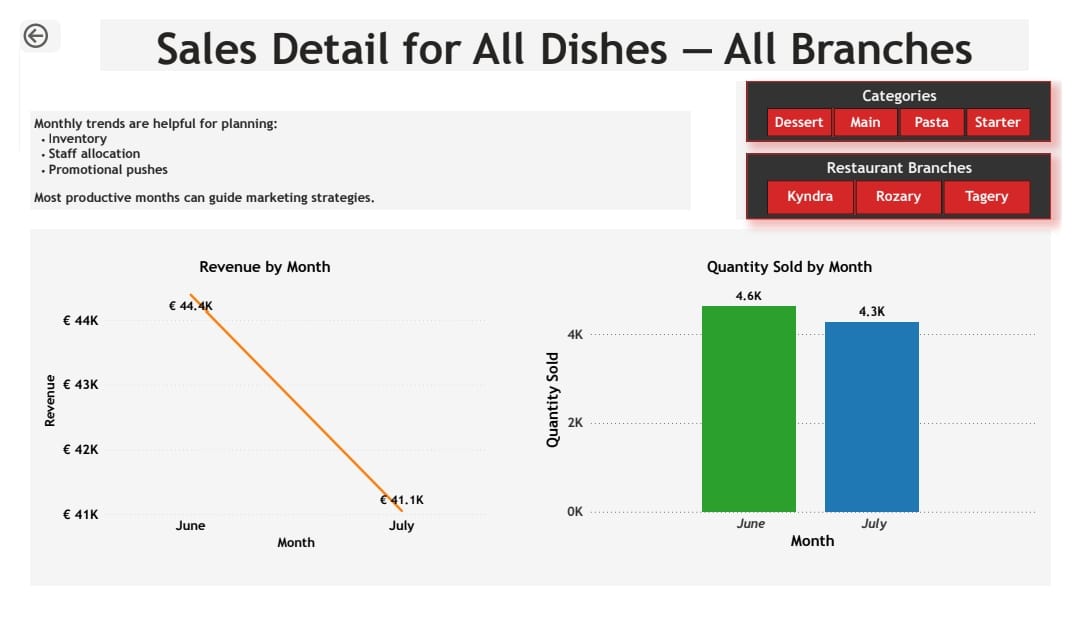 Sales Detail for All Dishes — All Branches
Monthly trends are helpful for planning:
• Inventory
• Staff allocation
• Promotional pushes
Most productive months can guide marketing strategies.
Categories
Dessert Main Pasta Starter
Restaurant Branches
Kyndra Rozary Tagery
Revenue by Month
€ 44.4K
€ 44K
€ 43K
€ 42K
€ 41K
€ 41.1K
Revenue
June July
Month
Quantity Sold by Month
4.6K
4.3K
4K
2K
0K
Quantity Sold
June July
Month